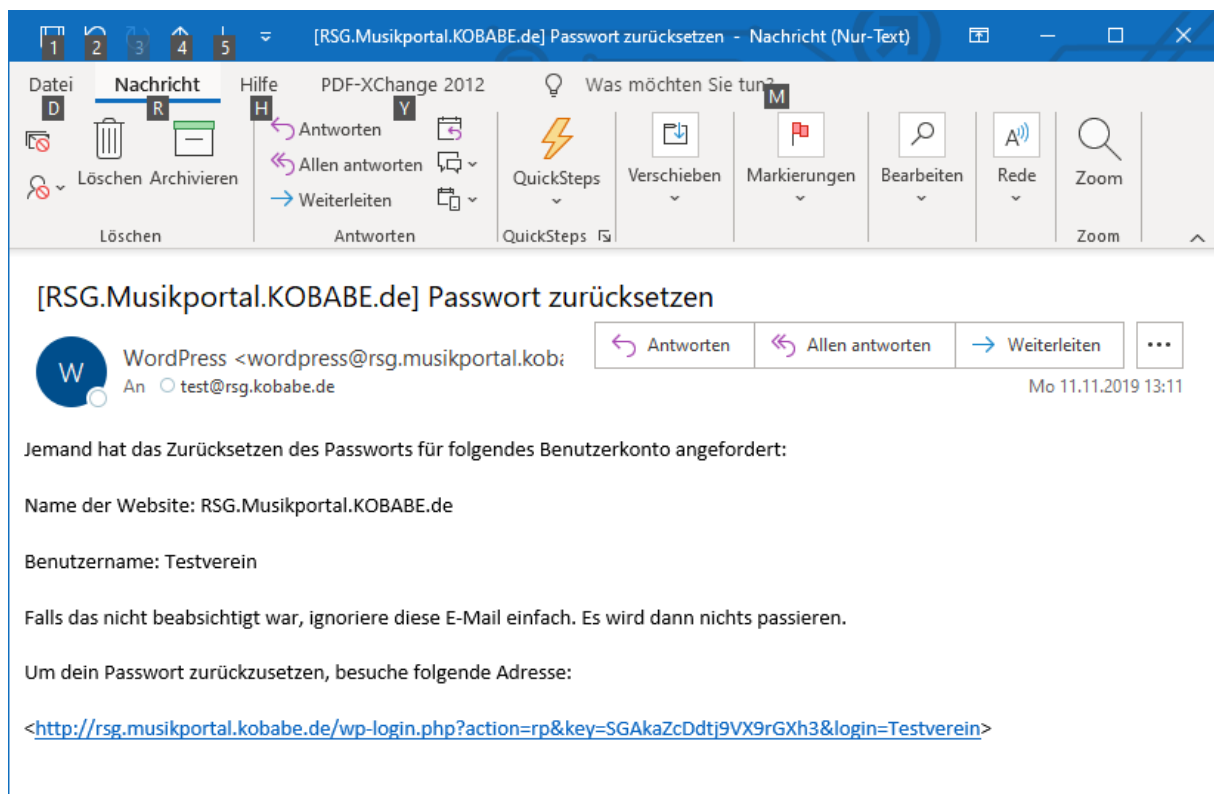 1 2 3 4 5 [RSG.Musikportal.KOBABE.de] Passwort zurücksetzen - Nachricht (Nur-Text)
Datei Nachricht Hilfe PDF-XChange 2012 Was möchten Sie tun?
D R H Y M
Antworten
Allen antworten
Weiterleiten
Löschen Archivieren QuickSteps Verschieben Markierungen Bearbeiten Rede Zoom
Löschen Antworten QuickSteps Zoom
[RSG.Musikportal.KOBABE.de] Passwort zurücksetzen
Antworten Allen antworten Weiterleiten
W
WordPress <wordpress@rsg.musikportal.koba
An test@rsg.kobabe.de Mo 11.11.2019 13:11
Jemand hat das Zurücksetzen des Passworts für folgendes Benutzerkonto angefordert:
Name der Website: RSG.Musikportal.KOBABE.de
Benutzername: Testverein
Falls das nicht beabsichtigt war, ignoriere diese E-Mail einfach. Es wird dann nichts passieren.
Um dein Passwort zurückzusetzen, besuche folgende Adresse:
<http://rsg.musikportal.kobabe.de/wp-login.php?action=rp&key=SGAkaZcDdtj9VX9rGXh3&login=Testverein>